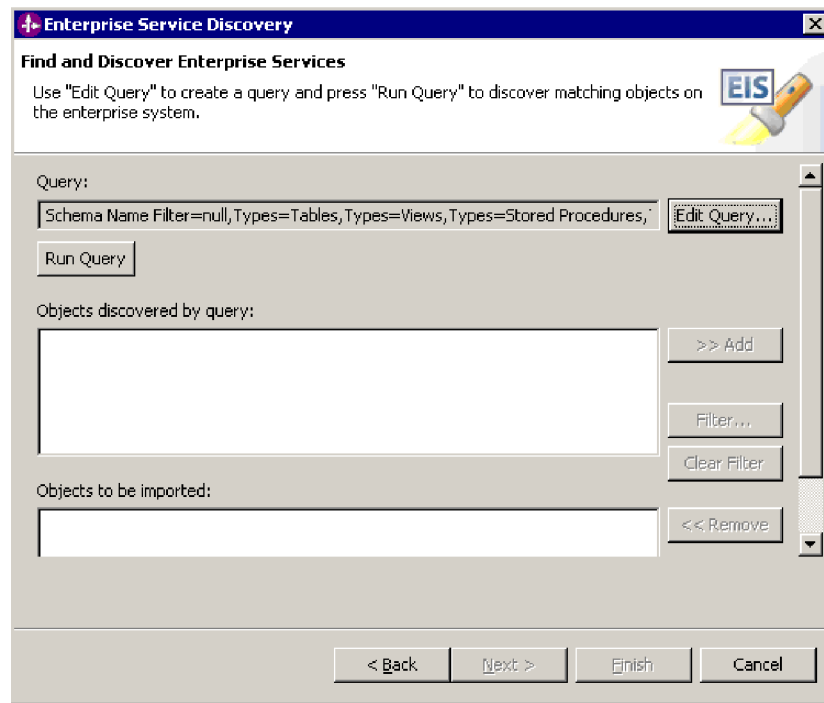 Enterprise Service Discovery
Find and Discover Enterprise Services
Use "Edit Query" to create a query and press "Run Query" to discover matching objects on
the enterprise system.
EIS
Query:
Schema Name Filter=null,Types=Tables,Types=Views,Types=Stored Procedures,
Edit Query...
Run Query
Objects discovered by query:
>> Add
Filter...
Clear Filter
Objects to be imported:
<< Remove
< Back
Next >
Finish
Cancel